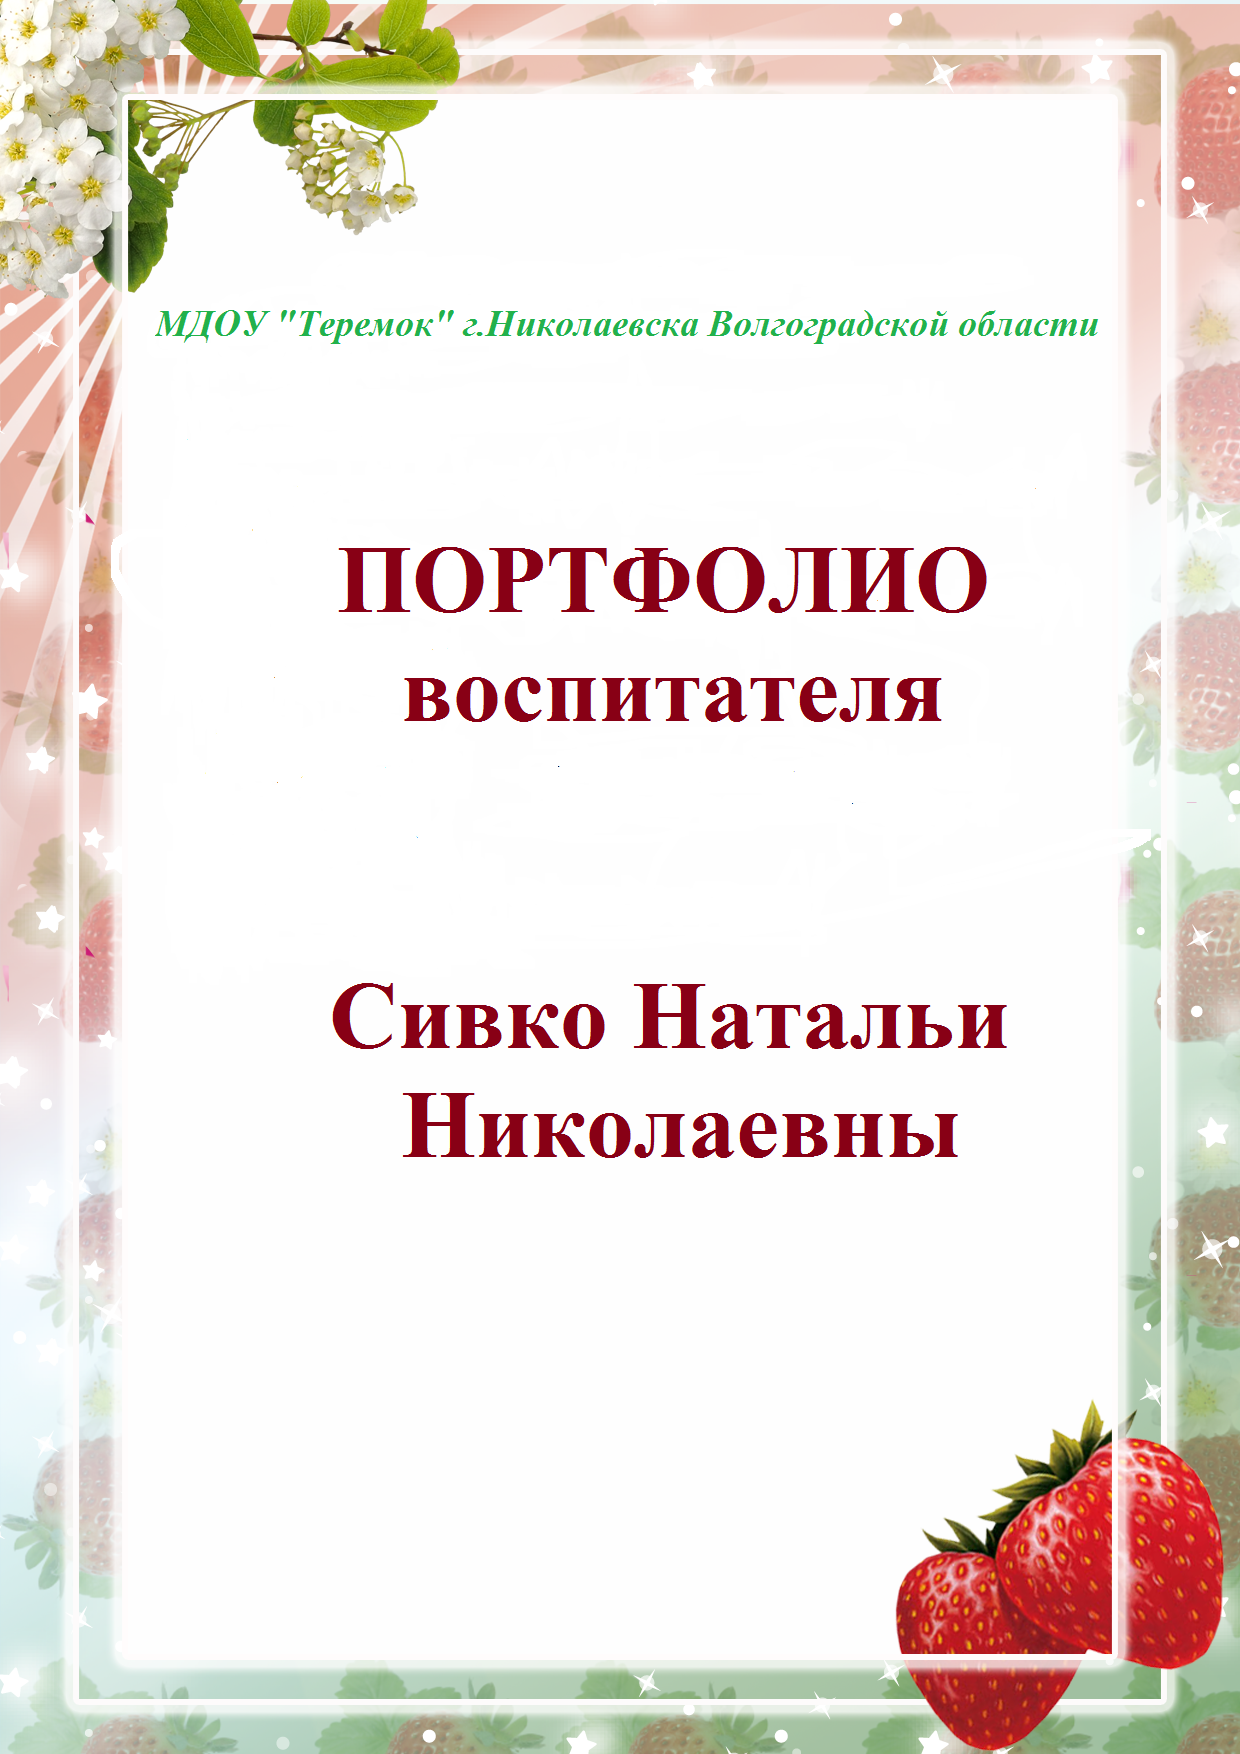 МДОУ "Теремок" г.Николаевска Волгоградской области
ПОРТФОЛИО
воспитателя
Сивко Натальи
Николаевны